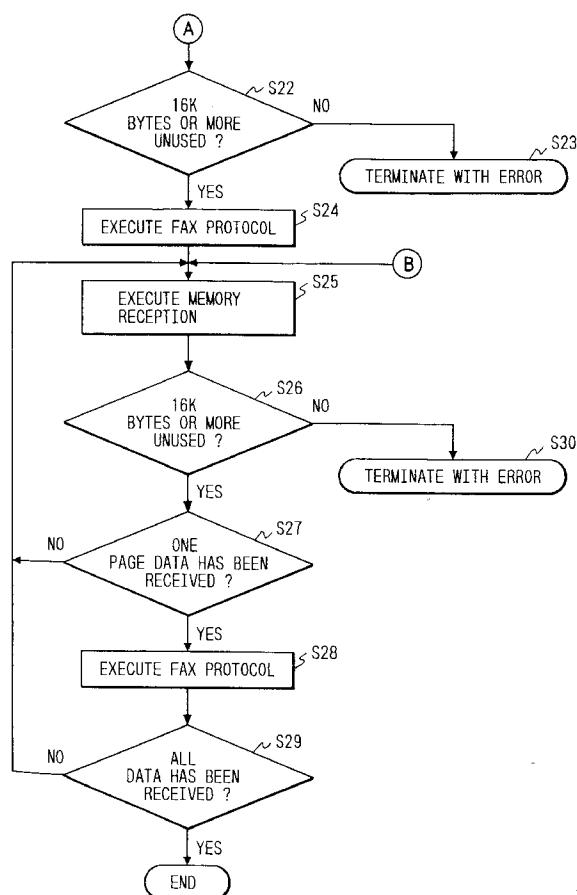 A
S22
16K
BYTES OR MORE
UNUSED ?
NO
S23
TERMINATE WITH ERROR
YES
S24
EXECUTE FAX PROTOCOL
B
S25
EXECUTE MEMORY
RECEPTION
S26
16K
BYTES OR MORE
UNUSED ?
NO
S30
TERMINATE WITH ERROR
YES
S27
NO
ONE
PAGE DATA HAS BEEN
RECEIVED ?
YES
S28
EXECUTE FAX PROTOCOL
S29
NO
ALL
DATA HAS BEEN
RECEIVED ?
YES
END